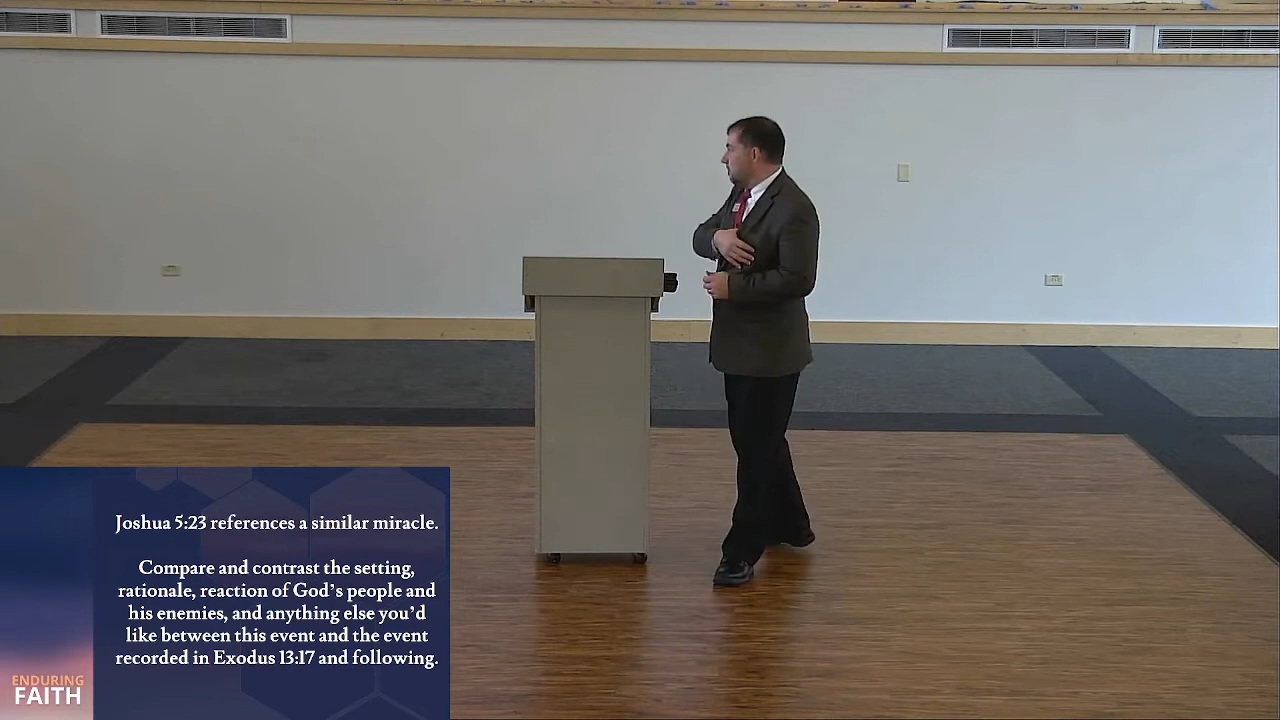 Joshua 5:23 references a similar miracle.
Compare and contrast the setting,
rationale, reaction of God's people and
his enemies, and anything else you'd
like between this event and the event
recorded in Exodus 13:17 and following.
ENDURING
FAITH